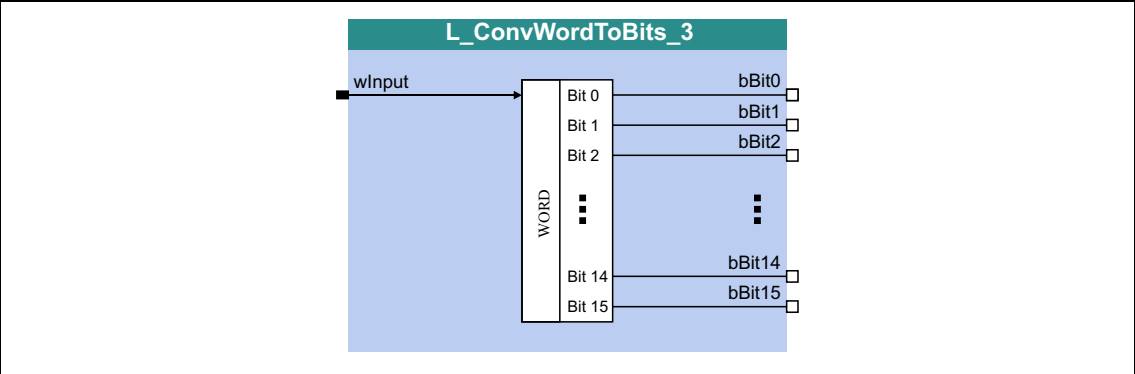 L_ConvWordToBits_3
wInput
bBit0
Bit 0
bBit1
Bit 1
bBit2
Bit 2
WORD
bBit14
Bit 14
bBit15
Bit 15